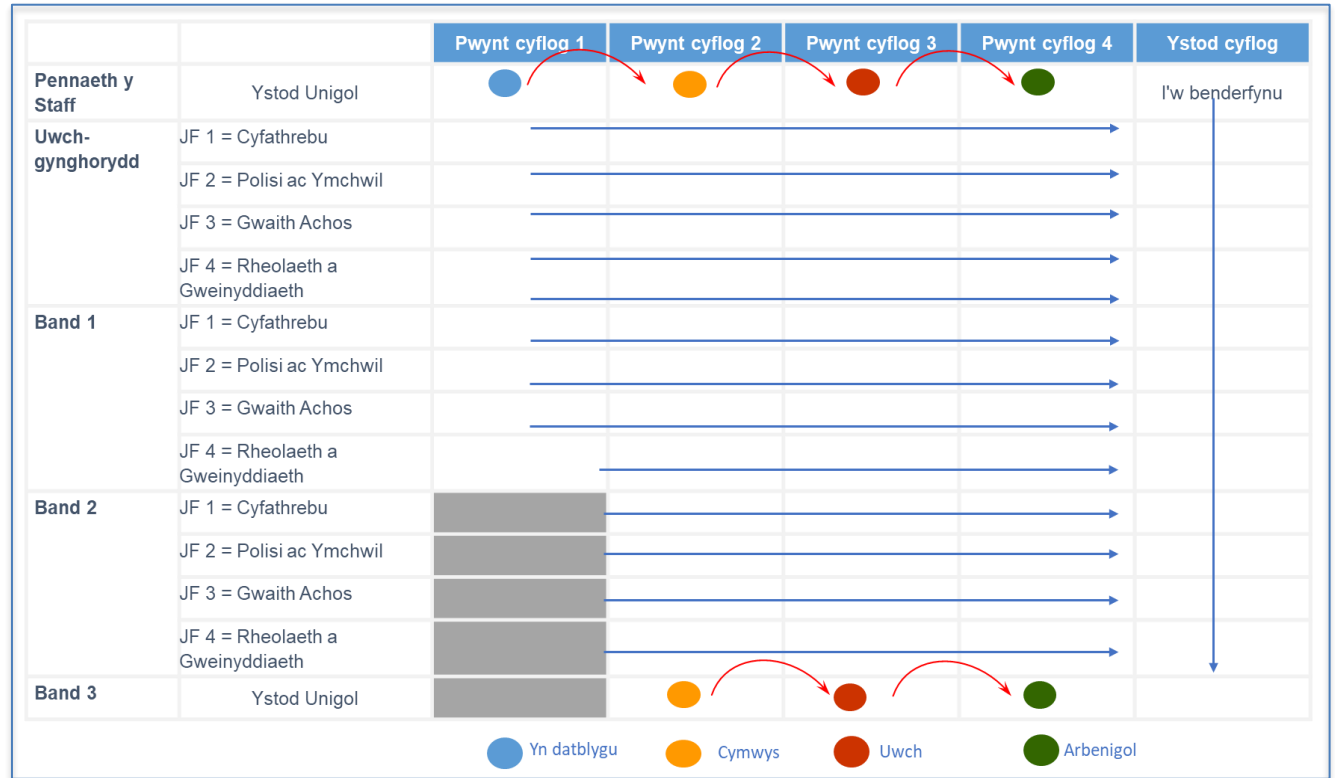 Pwynt cyflog 1 Pwynt cyflog 2 Pwynt cyflog 3 Pwynt cyflog 4 Ystod cyflog
Pennaeth y
Staff
Ystod Unigol
I'w benderfynu
Uwch-
gynghorydd
JF 1 = Cyfathrebu
JF 2 = Polisi ac Ymchwil
JF 3 = Gwaith Achos
JF 4 = Rheolaeth a
Gweinyddiaeth
Band 1
JF 1 = Cyfathrebu
JF 2 = Polisi ac Ymchwil
JF 3 = Gwaith Achos
JF 4 = Rheolaeth a
Gweinyddiaeth
Band 2
JF 1 = Cyfathrebu
JF 2 = Polisi ac Ymchwil
JF 3 = Gwaith Achos
JF 4 = Rheolaeth a
Gweinyddiaeth
Band 3
Ystod Unigol
Yn datblygu Cymwys Uwch Arbenigol